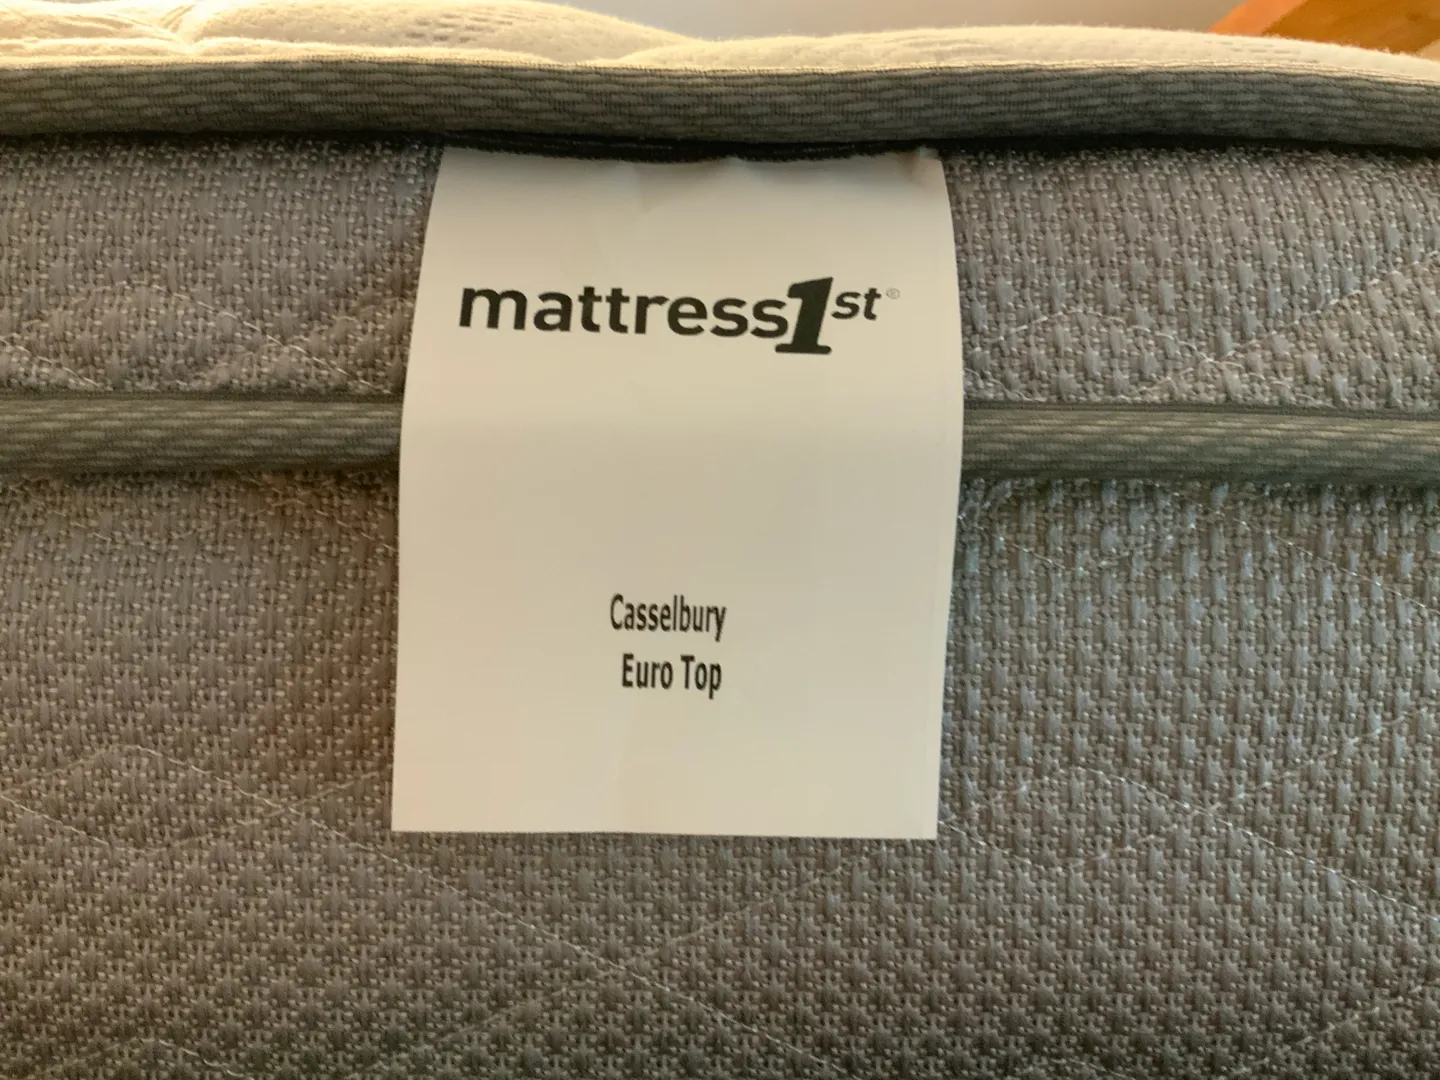 mattress1st®
Casselbury
Euro Top